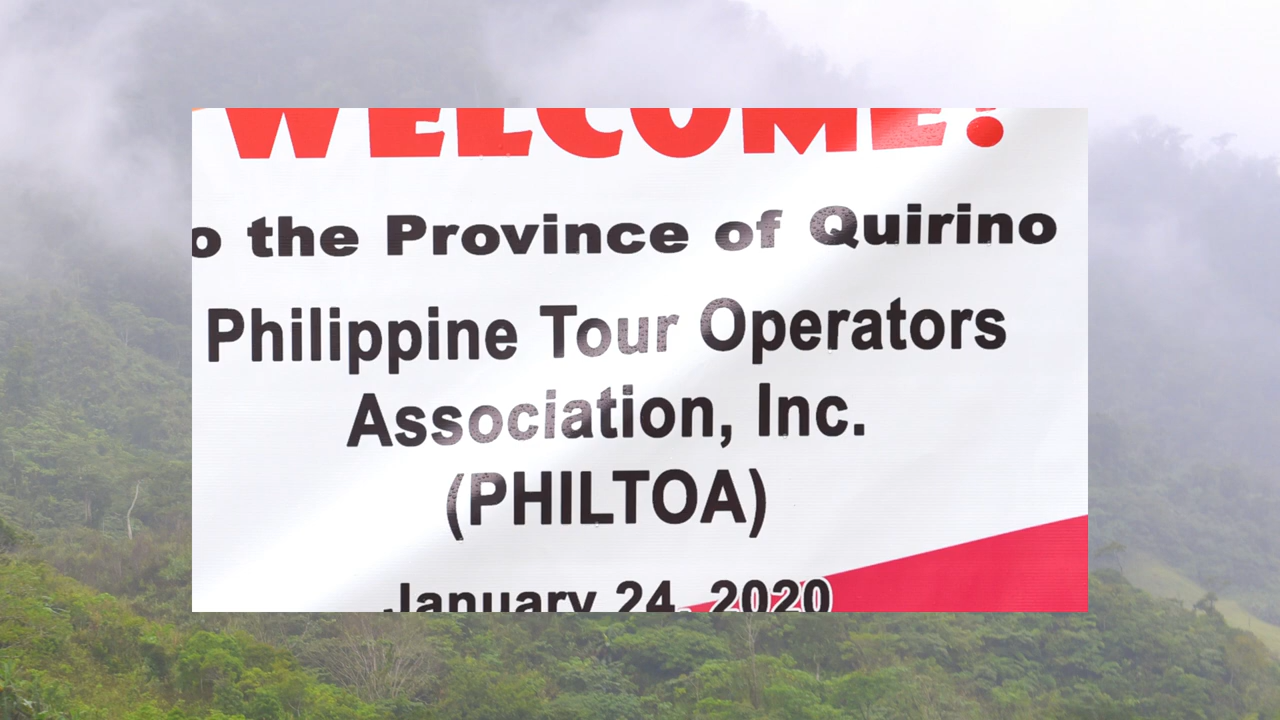 WELCOME!
o the Province of Quirino
Philippine Tour Operators
Association, Inc.
(PHILTOA)
January 24, 2020